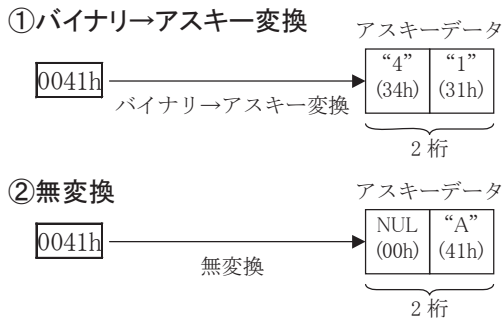 ①バイナリ→アスキー変換
アスキーデータ
0041h
バイナリ→アスキー変換
“4” “1”
(34h) (31h)
2 桁
②無変換
アスキーデータ
0041h
無変換
NUL “A”
(00h) (41h)
2 桁